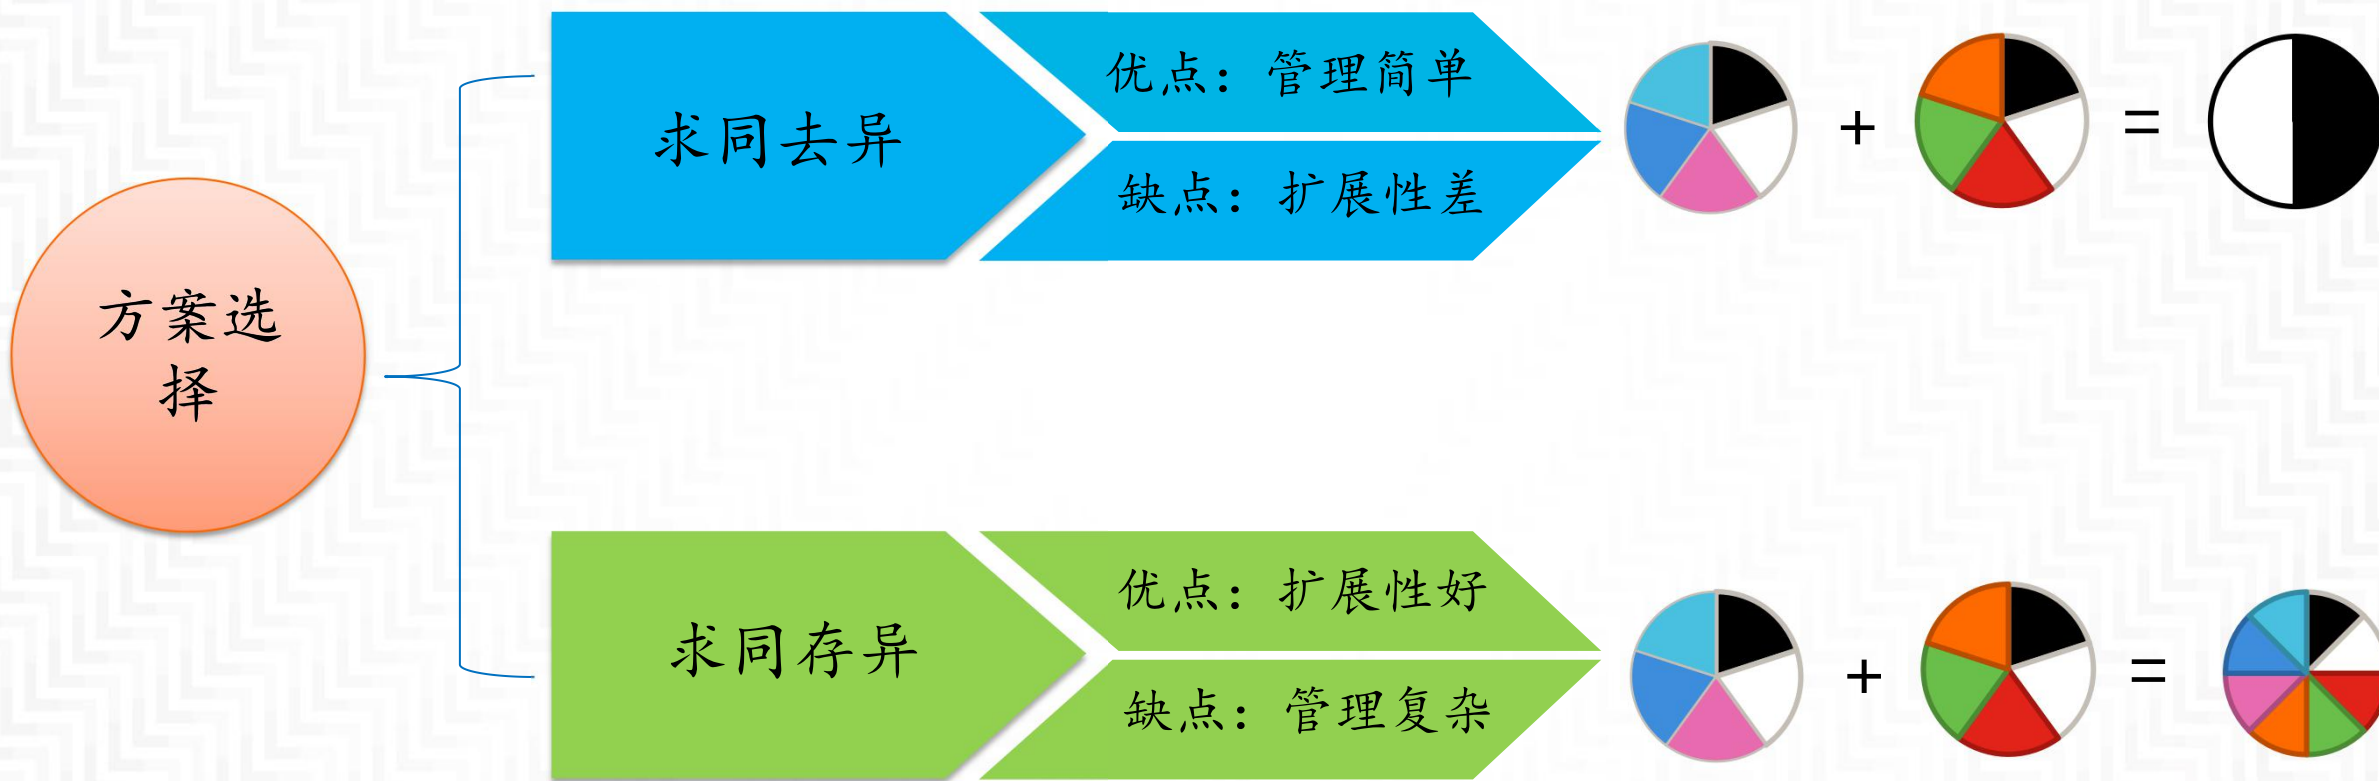 方案选
择
求同去异
优点：管理简单
缺点：扩展性差
+
=
求同存异
优点：扩展性好
缺点：管理复杂
+
=